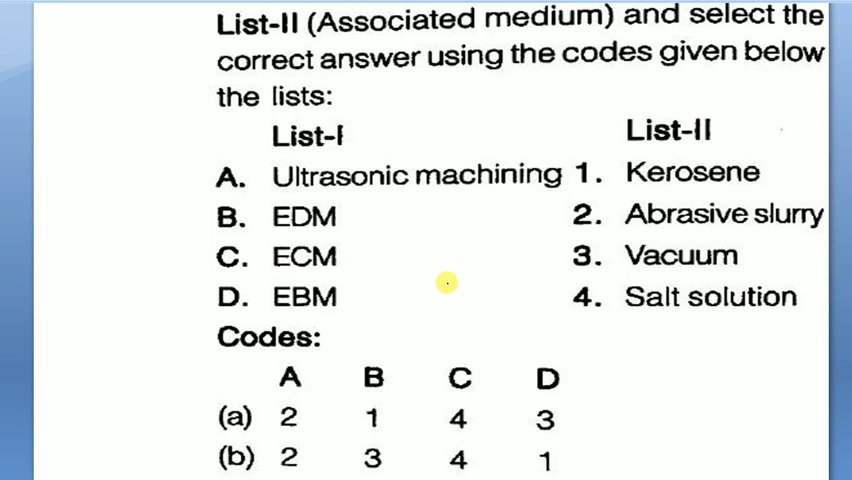 List-II (Associated medium) and select the
correct answer using the codes given below
the lists:
List-I List-II
A. Ultrasonic machining 1. Kerosene
B. EDM 2. Abrasive slurry
C. ECM 3. Vacuum
D. EBM 4. Salt solution
Codes:
A B C D
(a) 2 1 4 3
(b) 2 3 4 1